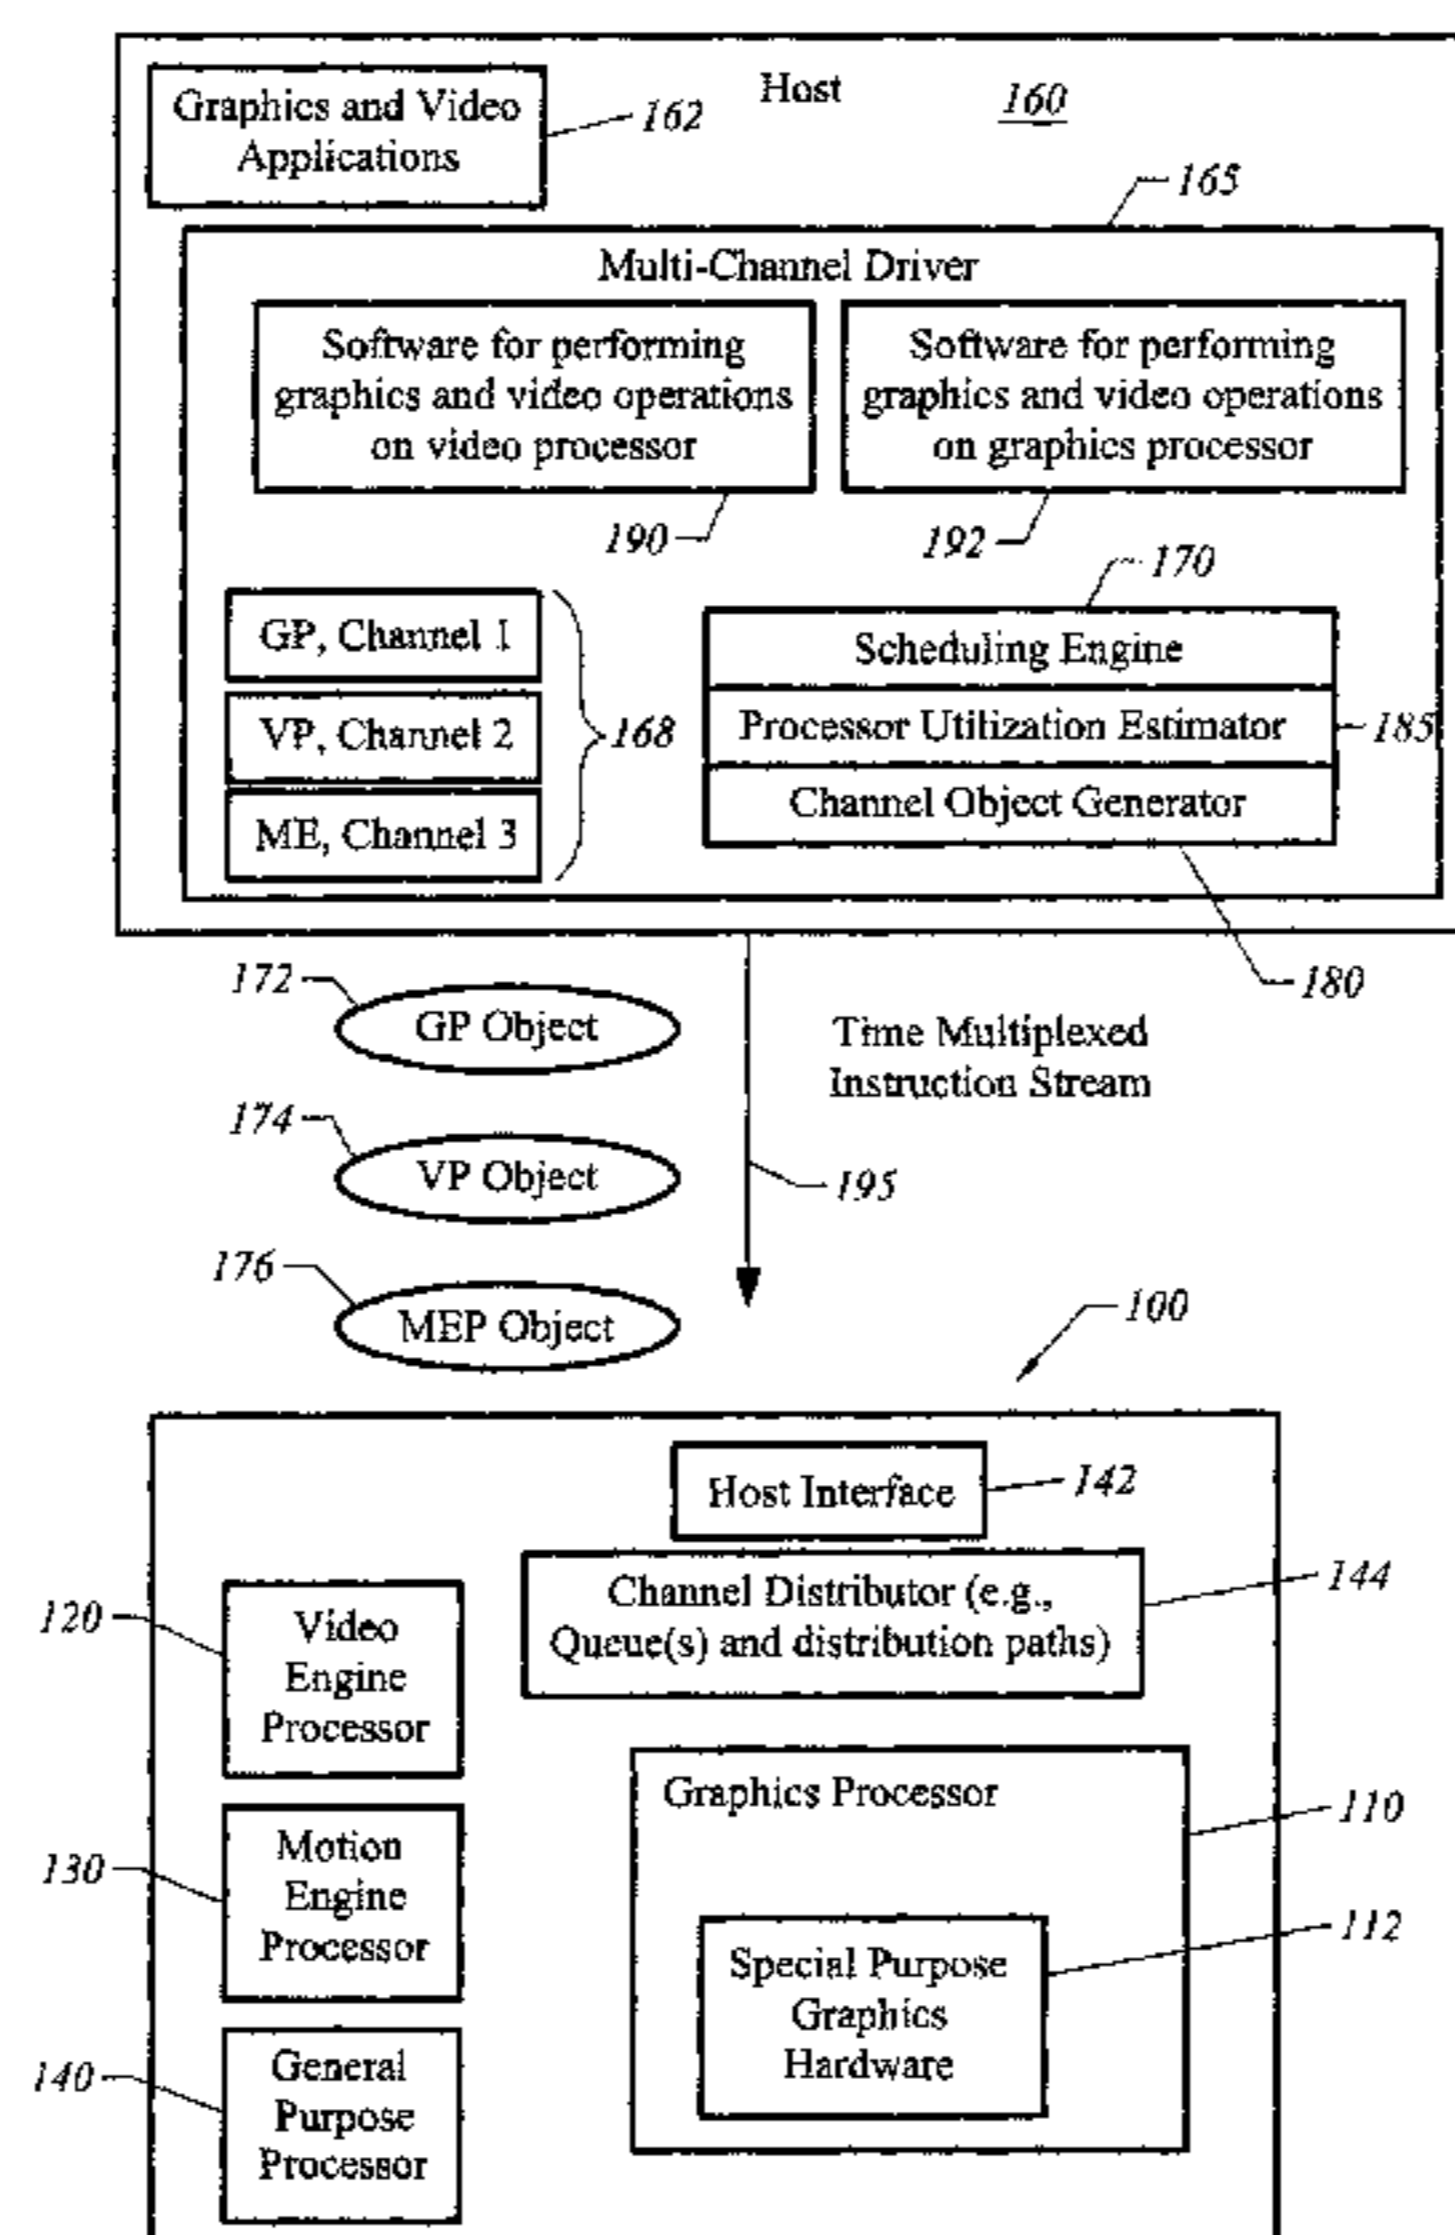 Host
160
Graphics and Video
Applications
162
165
Multi-Channel Driver
Software for performing
graphics and video operations
on video processor
190
Software for performing
graphics and video operations
on graphics processor
192
170
GP, Channel 1
VP, Channel 2
ME, Channel 3
168
Scheduling Engine
Processor Utilization Estimator
185
Channel Object Generator
180
172
GP Object
Time Multiplexed
Instruction Stream
174
VP Object
195
176
MEP Object
100
Host Interface
142
Channel Distributor (e.g.,
Queue(s) and distribution paths)
144
120
Video
Engine
Processor
Graphics Processor
110
130
Motion
Engine
Processor
112
Special Purpose
Graphics
Hardware
140
General
Purpose
Processor